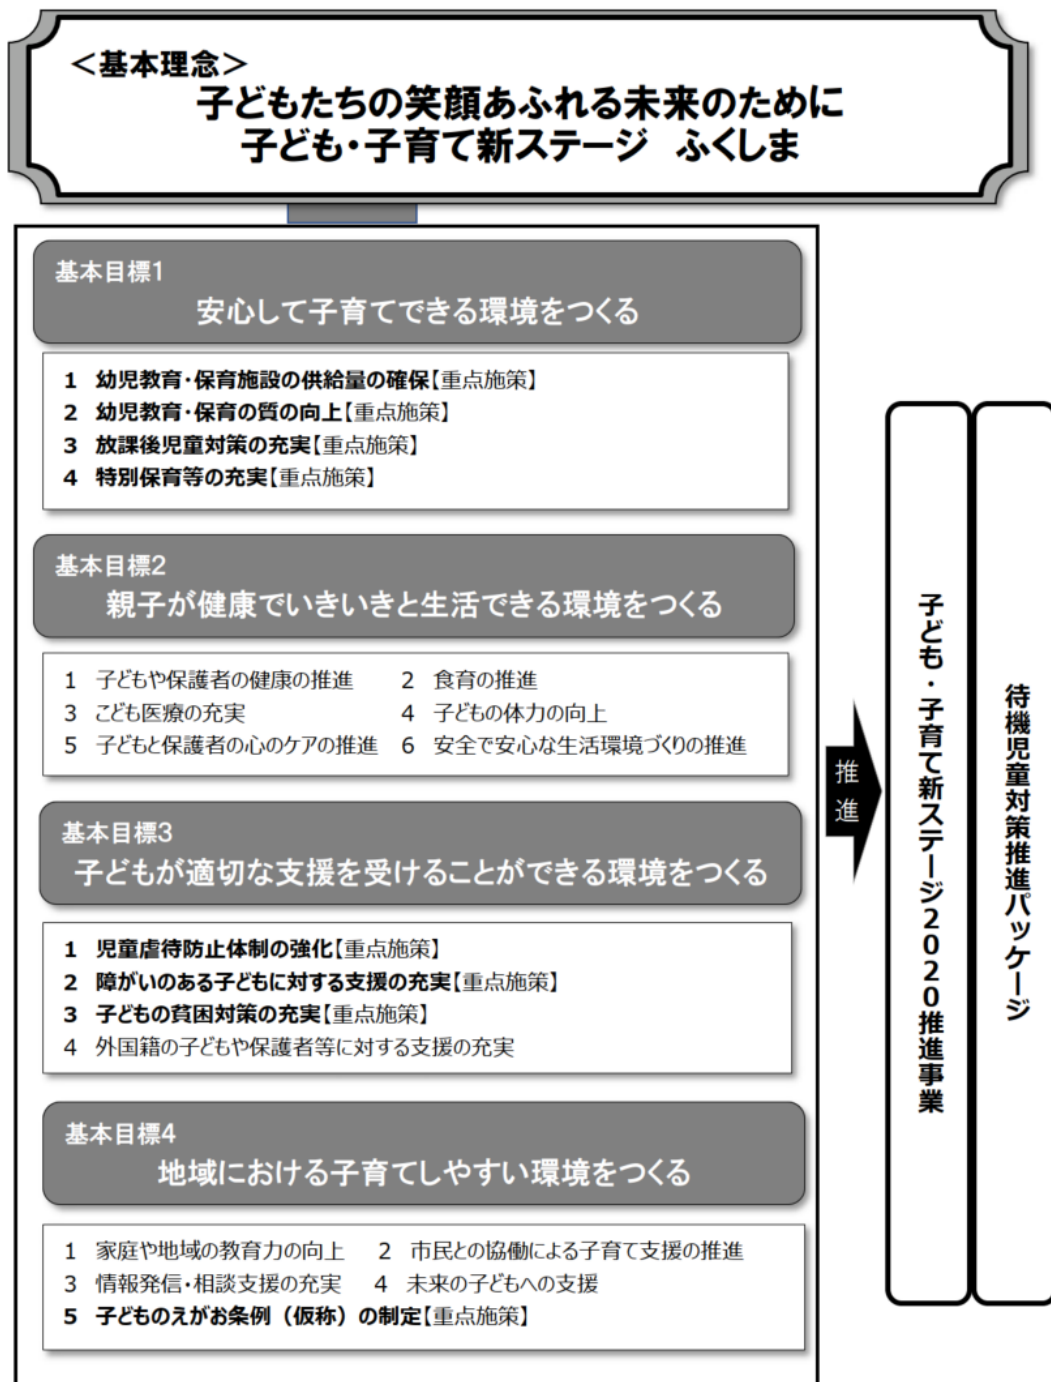 ＜基本理念＞
子どもたちの笑顔あふれる未来のために
子ども・子育て新ステージ　ふくしま
基本目標1
安心して子育てできる環境をつくる
1　幼児教育・保育施設の供給量の確保【重点施策】
2　幼児教育・保育の質の向上【重点施策】
3　放課後児童対策の充実【重点施策】
4　特別保育等の充実【重点施策】
基本目標2
親子が健康でいきいきと生活できる環境をつくる
1　子どもや保護者の健康の推進　2　食育の推進
3　こども医療の充実　4　子どもの体力の向上
5　子どもと保護者の心のケアの推進　6　安全で安心な生活環境づくりの推進
基本目標3
子どもが適切な支援を受けることができる環境をつくる
1　児童虐待防止体制の強化【重点施策】
2　障がいのある子どもに対する支援の充実【重点施策】
3　子どもの貧困対策の充実【重点施策】
4　外国籍の子どもや保護者等に対する支援の充実
基本目標4
地域における子育てしやすい環境をつくる
1　家庭や地域の教育力の向上　2　市民との協働による子育て支援の推進
3　情報発信・相談支援の充実　4　未来の子どもへの支援
5　子どものえがお条例（仮称）の制定【重点施策】
推進
子ども・子育て新ステージ2020推進事業
待機児童対策推進パッケージ